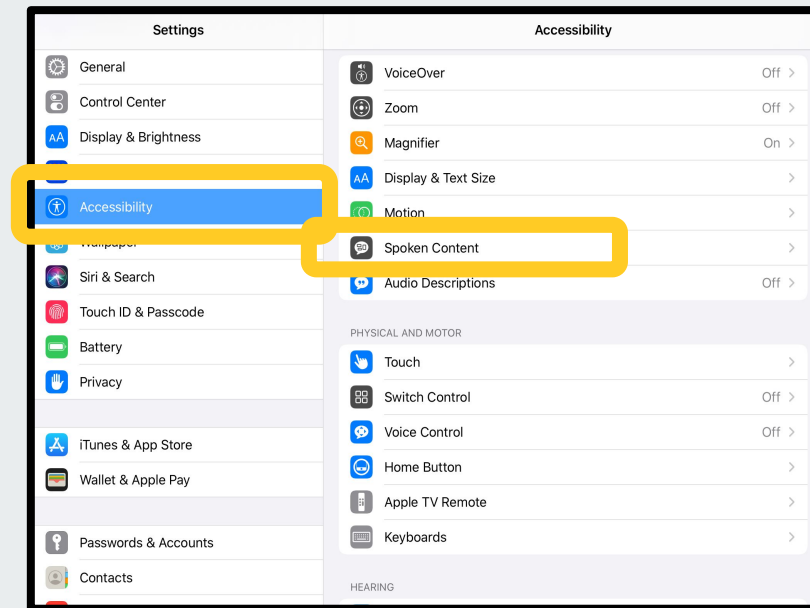 Settings
General
Control Center
AA Display & Brightness
Accessibility
Siri & Search
Touch ID & Passcode
Battery
Privacy
iTunes & App Store
Wallet & Apple Pay
Passwords & Accounts
Contacts
Accessibility
VoiceOver Off
Zoom Off
Magnifier On
AA Display & Text Size
Motion
Spoken Content
Audio Descriptions Off
PHYSICAL AND MOTOR
Touch
Switch Control Off
Voice Control Off
Home Button
Apple TV Remote
Keyboards
HEARING